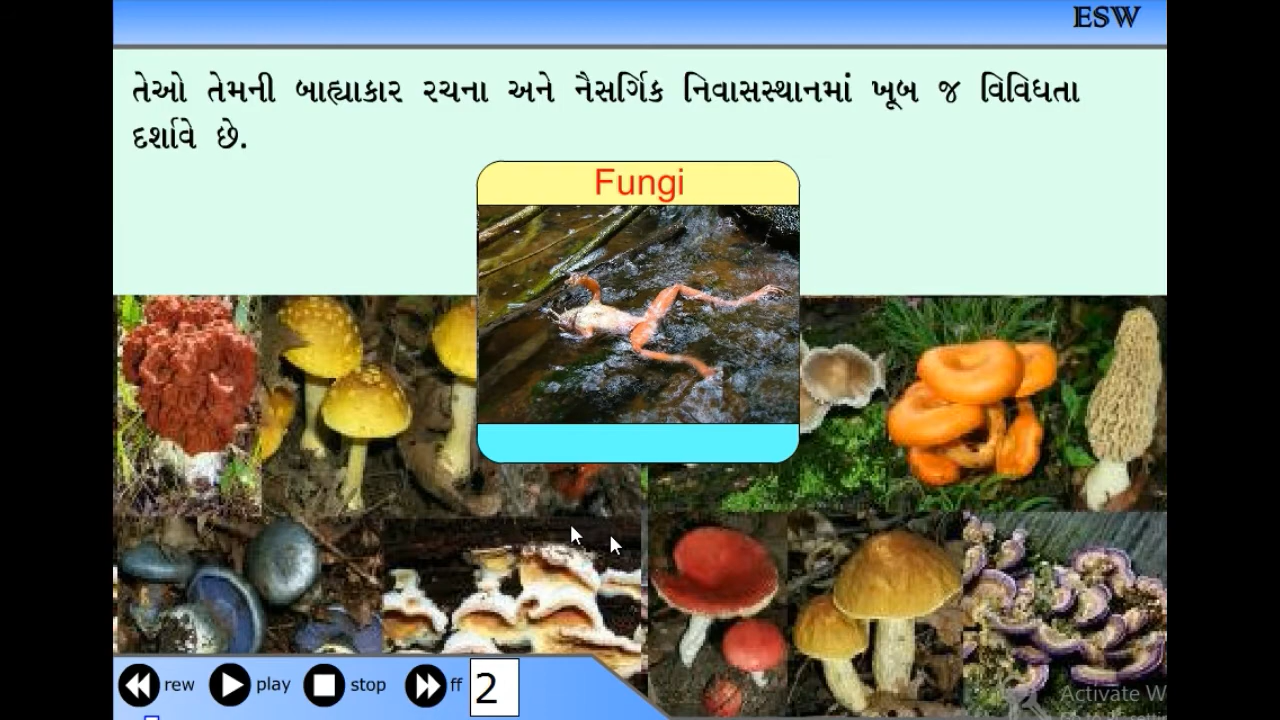 ESW
તેઓ તેમની બાહ્યાકાર રચના અને નૈસર્ગિક નિવાસસ્થાનમાં ખૂબ જ વિવિધતા
દર્શાવે છે.
Fungi
rew play stop ff 2
Activate W